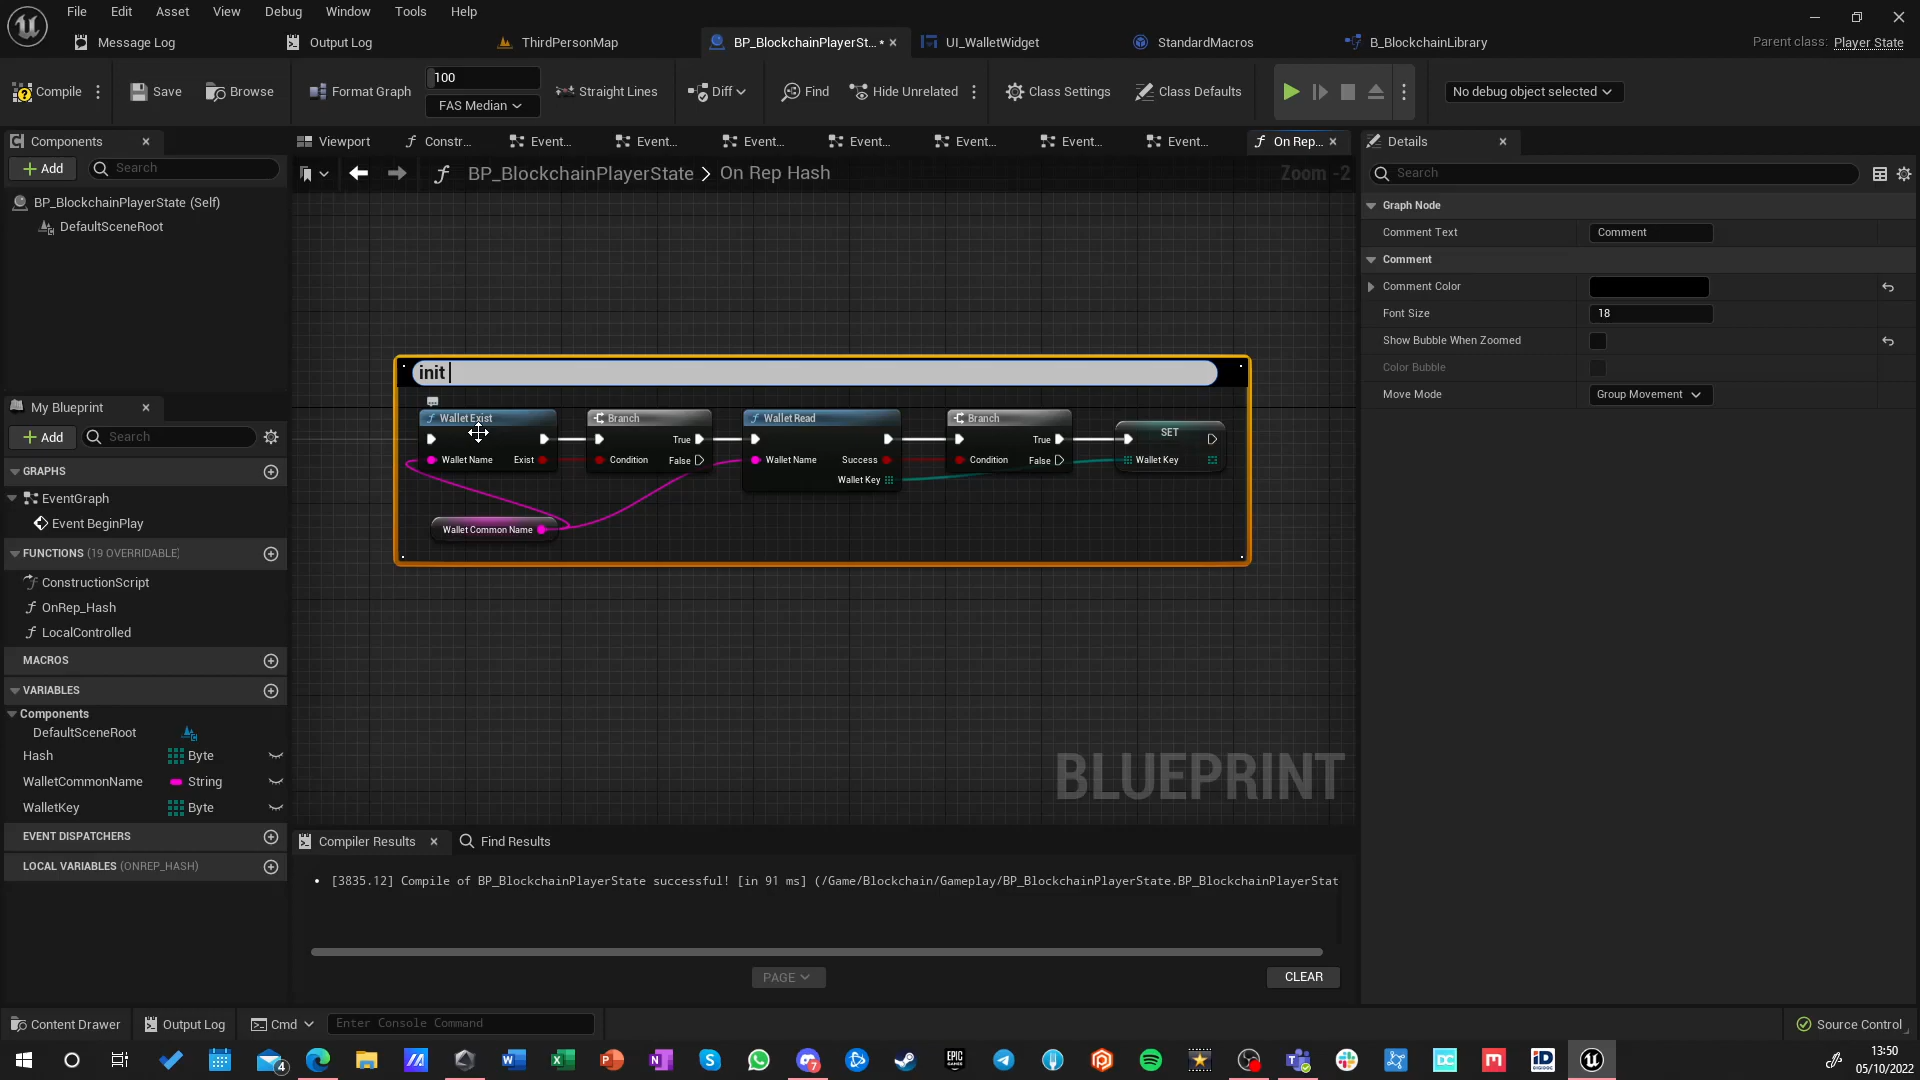 File Edit Asset View Debug Window Tools Help
Message Log Output Log ThirdPersonMap BP_BlockchainPlayerSt... * UI_WalletWidget StandardMacros B_BlockchainLibrary Parent class: Player State
Compile Save Browse Format Graph 100 FAS Median Straight Lines Diff Find Hide Unrelated Class Settings Class Defaults No debug object selected
Components Viewport Constr... Event... Event... Event... Event... Event... Event... Event... On Rep... Details
Add Search BP_BlockchainPlayerState > On Rep Hash Zoom -2 Search
BP_BlockchainPlayerState (Self)
DefaultSceneRoot
Graph Node
Comment Text Comment
Comment
Comment Color
Font Size 18
Show Bubble When Zoomed
Color Bubble
Move Mode Group Movement
init
Wallet Exist Branch Wallet Read Branch SET
True True
Wallet Name Exist Condition False Wallet Name Success Condition False Wallet Key
Wallet Key
Wallet Common Name
BLUEPRINT
My Blueprint
Add Search
GRAPHS
EventGraph
Event BeginPlay
FUNCTIONS (19 OVERRIDABLE)
ConstructionScript
OnRep_Hash
LocalControlled
MACROS
VARIABLES
Components
DefaultSceneRoot
Hash Byte
WalletCommonName String
WalletKey Byte
EVENT DISPATCHERS
LOCAL VARIABLES (ONREP_HASH)
Compiler Results Find Results
[3835.12] Compile of BP_BlockchainPlayerState successful! [in 91 ms] (/Game/Blockchain/Gameplay/BP_BlockchainPlayerState.BP_BlockchainPlayerStat
PAGE CLEAR
Content Drawer Output Log Cmd Enter Console Command Source Control
13:50
05/10/2022